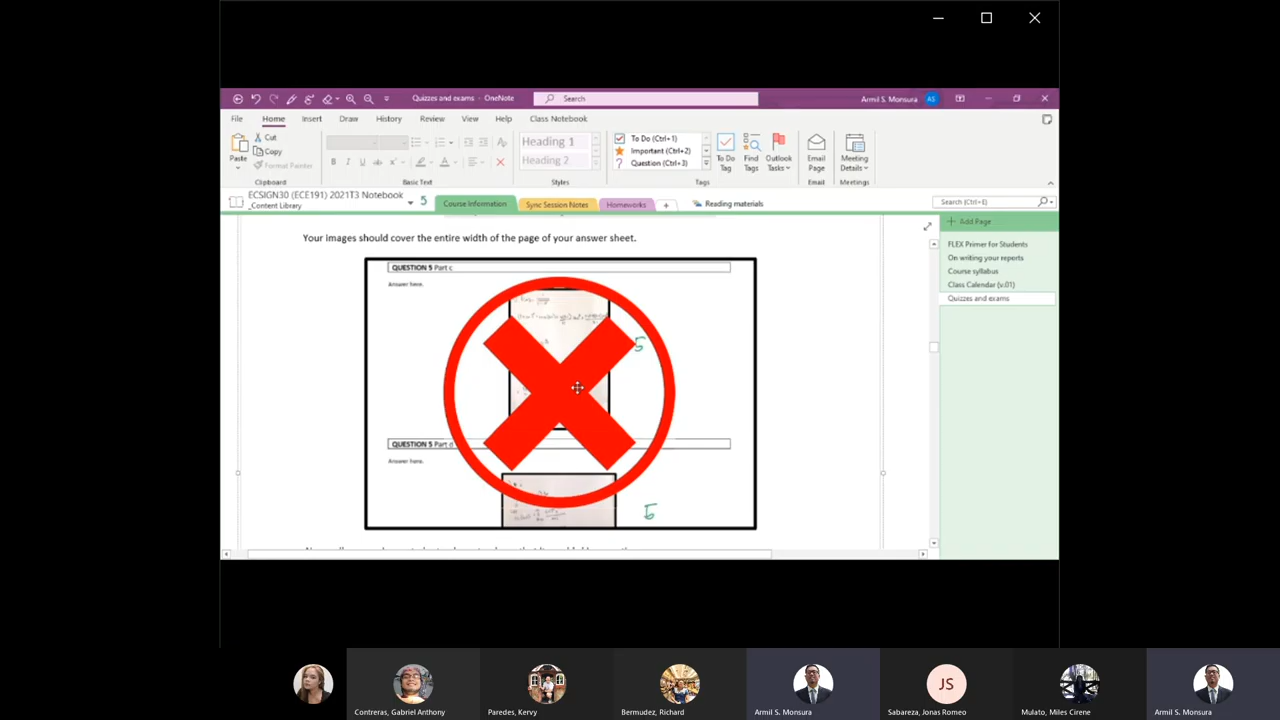 Quizzes and exams - OneNote
Search
Armil S. Monsura
AS
File Home Insert Draw History Review View Help Class Notebook
Paste
Cut
Copy
Format Painter
Clipboard
Basic Text
Heading 1
Heading 2
Styles
To Do (Ctrl+1)
Important (Ctrl+2)
Question (Ctrl+3)
Tags
To Do Tag
Find Tags
Outlook Tasks
Email Page
Email
Meeting Details
Meetings
ECSIGN30 (ECE191) 2021T3 Notebook
_Content Library
5
Course Information
Sync Session Notes
Homeworks
+
Reading materials
Search (Ctrl+E)
Add Page
FLEX Primer for Students
On writing your reports
Course syllabus
Class Calendar (v.01)
Quizzes and exams
Your images should cover the entire width of the page of your answer sheet.
QUESTION 5 Part c
Answer here.
5
QUESTION 5 Part d
Answer here.
5
Contreras, Gabriel Anthony
Paredes, Kervy
Bermudez, Richard
Armil S. Monsura
JS
Sabareza, Jonas Romeo
Mulato, Miles Cirene
Armil S. Monsura